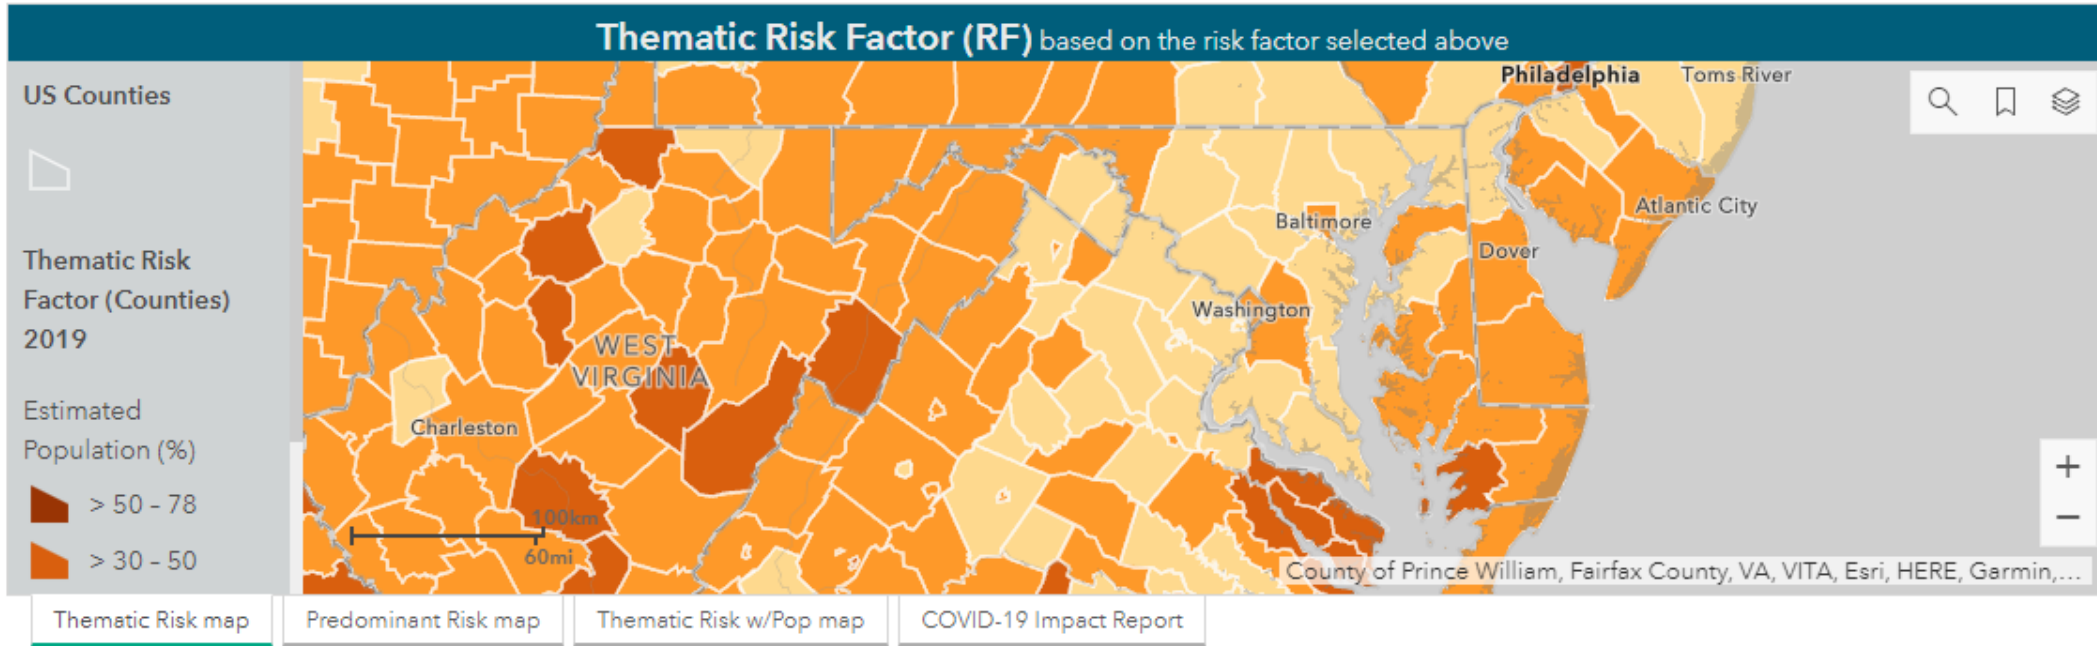 Thematic Risk Factor (RF) based on the risk factor selected above
US Counties
Thematic Risk
Factor (Counties)
2019
Estimated
Population (%)
> 50 – 78
> 30 – 50
Philadelphia
Toms River
Atlantic City
Baltimore
Dover
Washington
WEST
VIRGINIA
Charleston
100km
60mi
+
−
County of Prince William, Fairfax County, VA, VITA, Esri, HERE, Garmin,...
Thematic Risk map
Predominant Risk map
Thematic Risk w/Pop map
COVID-19 Impact Report